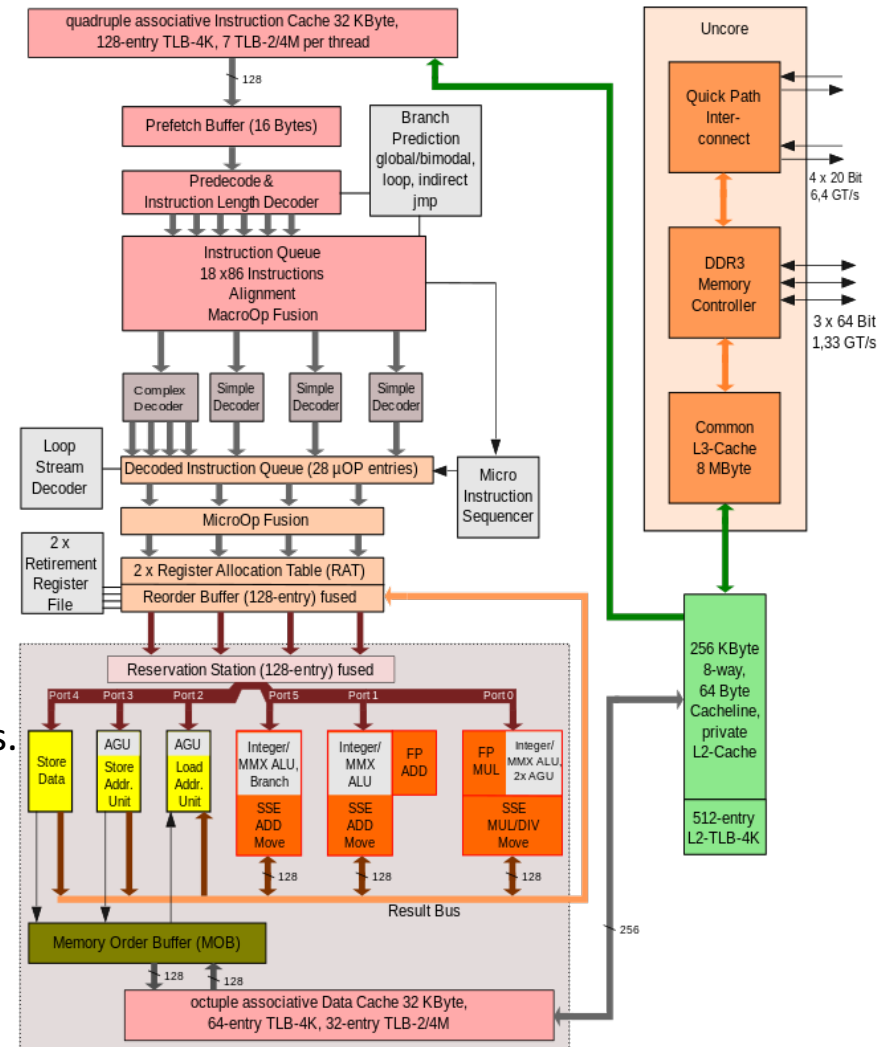 quadruple associative Instruction Cache 32 KByte,
128-entry TLB-4K, 7 TLB-2/4M per thread
128
Prefetch Buffer (16 Bytes)
Predecode &
Instruction Length Decoder
Branch
Prediction
global/bimodal,
loop, indirect
jmp
Instruction Queue
18 x86 Instructions
Alignment
MacroOp Fusion
Complex
Decoder
Simple
Decoder
Simple
Decoder
Simple
Decoder
Loop
Stream
Decoder
Decoded Instruction Queue (28 µOP entries)
Micro
Instruction
Sequencer
MicroOp Fusion
2 x
Retirement
Register
File
2 x Register Allocation Table (RAT)
Reorder Buffer (128-entry) fused
Reservation Station (128-entry) fused
Port 4
Port 3
Port 2
Port 5
Port 1
Port 0
s.
Store
Data
AGU
Store
Addr.
Unit
AGU
Load
Addr.
Unit
Integer/
MMX ALU,
Branch
SSE
ADD
Move
Integer/
MMX
ALU
FP
ADD
SSE
ADD
Move
FP
MUL
Integer/
MMX ALU,
2x AGU
SSE
MUL/DIV
Move
128
128
128
Result Bus
Memory Order Buffer (MOB)
128
128
octuple associative Data Cache 32 KByte,
64-entry TLB-4K, 32-entry TLB-2/4M
256
Uncore
Quick Path
Inter-
connect
4 x 20 Bit
6,4 GT/s
DDR3
Memory
Controller
3 x 64 Bit
1,33 GT/s
Common
L3-Cache
8 MByte
256 KByte
8-way,
64 Byte
Cacheline,
private
L2-Cache
512-entry
L2-TLB-4K